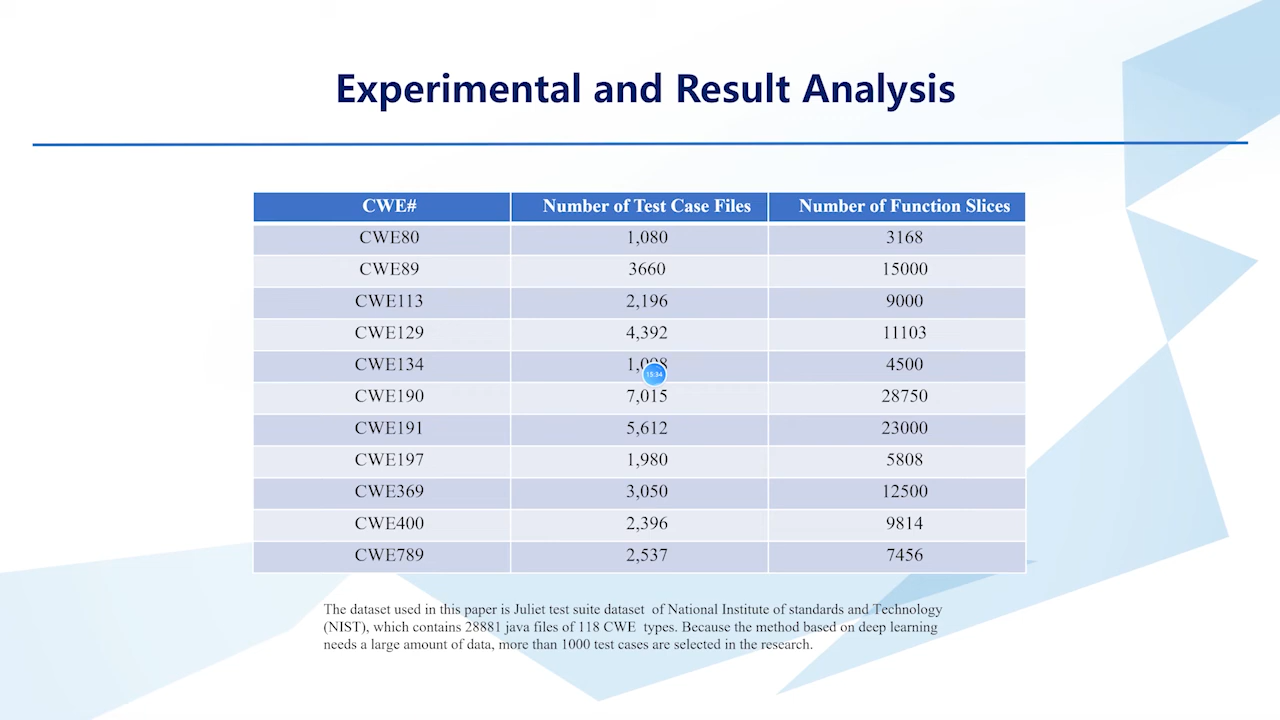 Experimental and Result Analysis
CWE# Number of Test Case Files Number of Function Slices
CWE80 1,080 3168
CWE89 3660 15000
CWE113 2,196 9000
CWE129 4,392 11103
CWE134 4500
15:34
CWE190 7,015 28750
CWE191 5,612 23000
CWE197 1,980 5808
CWE369 3,050 12500
CWE400 2,396 9814
CWE789 2,537 7456
The dataset used in this paper is Juliet test suite dataset of National Institute of standards and Technology
(NIST), which contains 28881 java files of 118 CWE types. Because the method based on deep learning
needs a large amount of data, more than 1000 test cases are selected in the research.